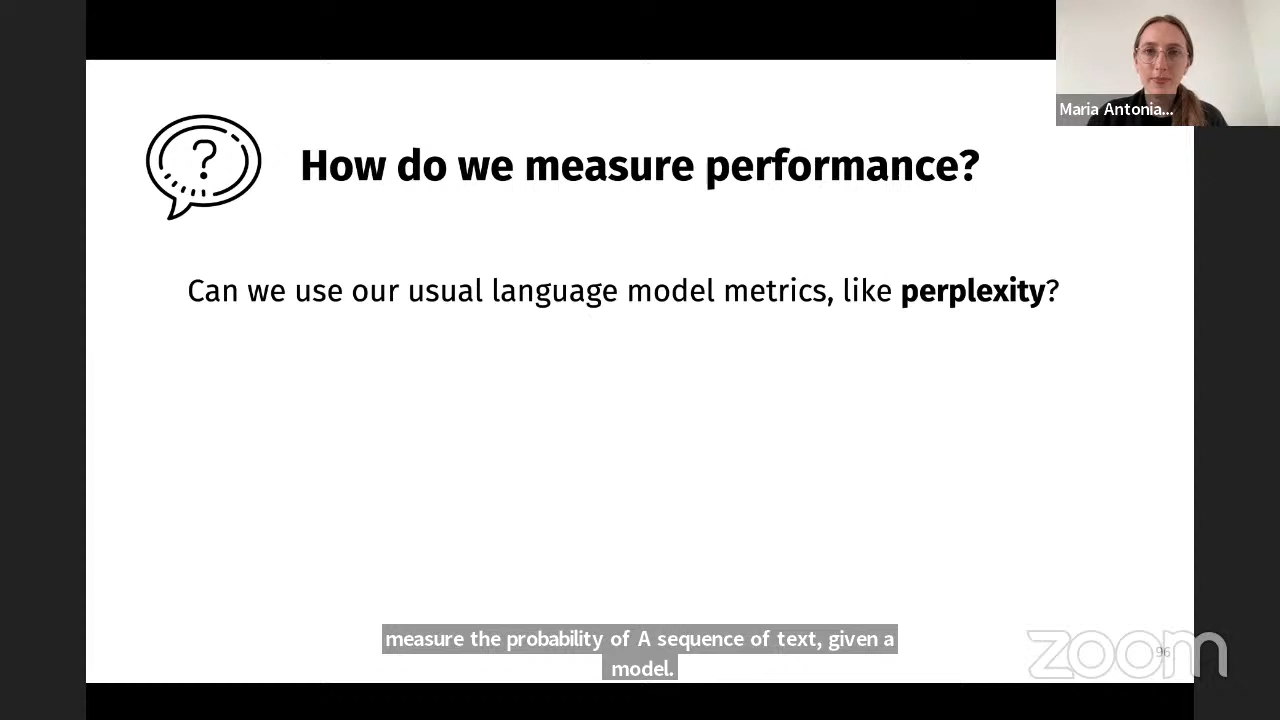 Maria Antonia...
?
How do we measure performance?
Can we use our usual language model metrics, like perplexity?
measure the probability of A sequence of text, given a
model.
zoom
96